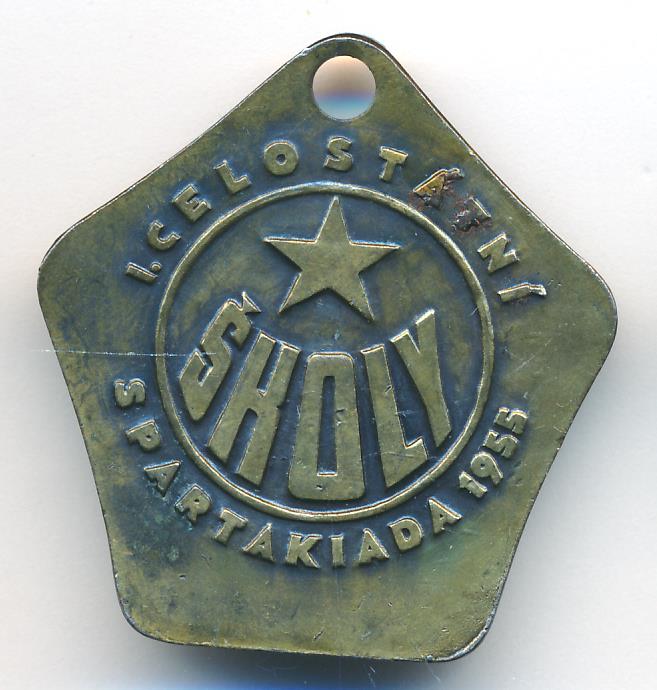 I. CELOSTÁTNÍ
ŠKOLY
SPARTAKIADA 1955